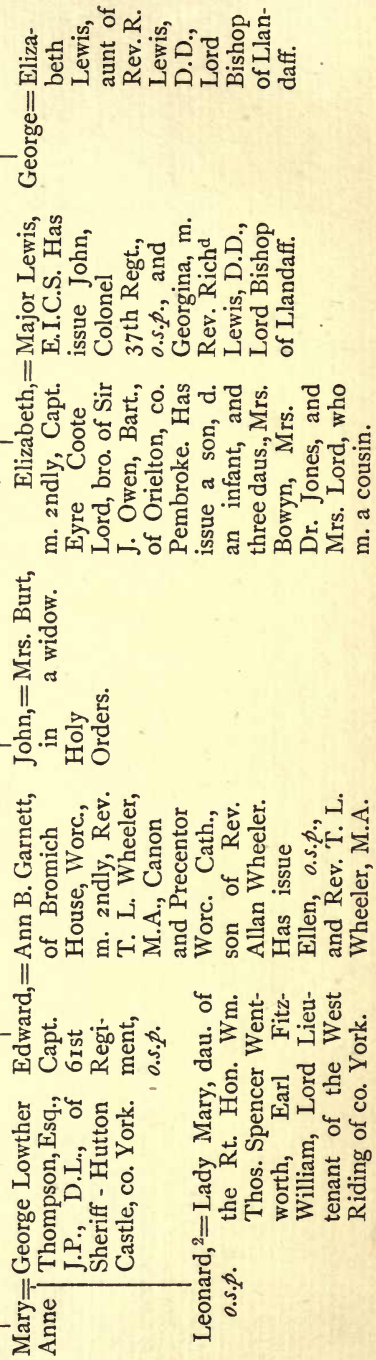 Mary=George Lowther
Anne Thompson, Esq.,
J.P., D.L., of
Sheriff-Hutton
Castle, co. York.
Leonard,²=Lady Mary, dau. of
o.s.p. the Rt. Hon. Wm.
Thos. Spencer Went-
worth, Earl Fitz-
William, Lord Lieu-
tenant of the West
Riding of co. York.
Edward,=Ann B. Garnett,
Capt. of Bromich
61st House, Worc.,
Regi- m. 2ndly, Rev.
ment, T. L. Wheeler,
o.s.p. M.A., Canon
and Precentor
Worc. Cath.,
son of Rev.
Allan Wheeler.
Has issue
Ellen, o.s.p.,
and Rev. T. L.
Wheeler, M.A.
John,=Mrs. Burt,
in a widow.
Holy
Orders.
Elizabeth,=Major Lewis,
m. 2ndly, Capt. E.I.C.S. Has
Eyre Coote issue John,
Lord, bro. of Sir Colonel
J. Owen, Bart., 37th Regt.,
of Orielton, co. o.s.p., and
Pembroke. Has Georgina, m.
issue a son, d. Rev. Richd
an infant, and Lewis, D.D.,
three daus., Mrs. Lord Bishop
Bowyn, Mrs. of Llandaff.
Dr. Jones, and
Mrs. Lord, who
m. a cousin.
George=Eliza-
beth
Lewis,
aunt of
Rev. R.
Lewis,
D.D.,
Lord
Bishop
of Llan-
daff.